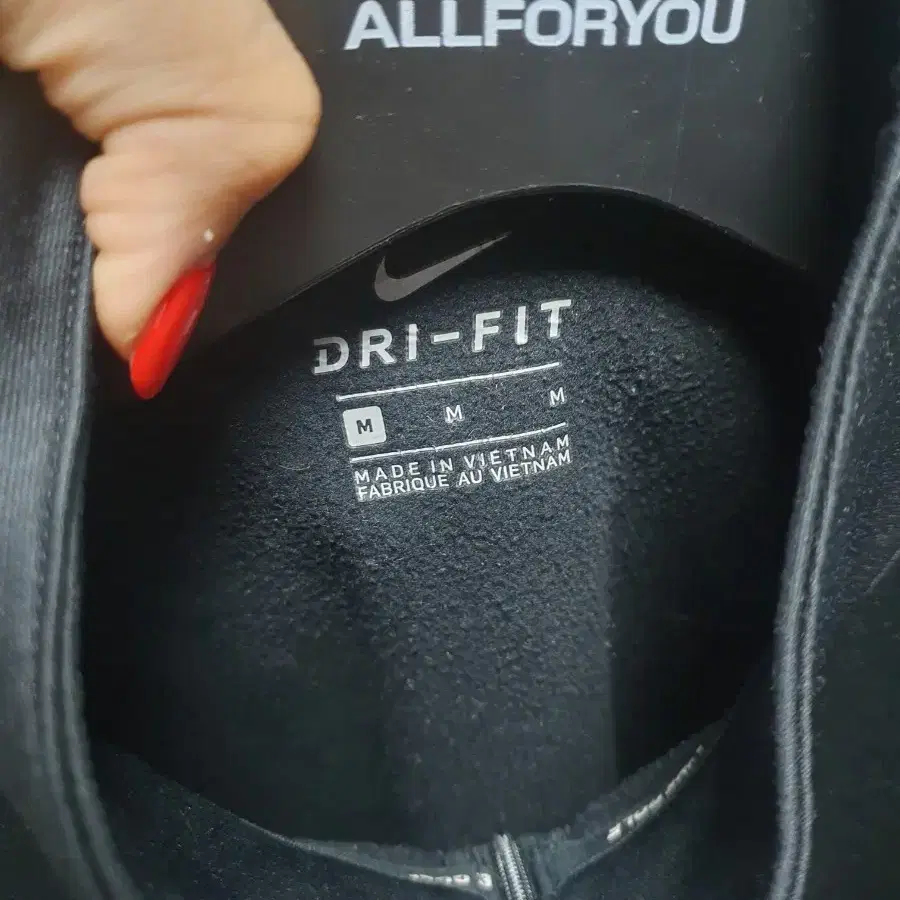 ALLFORYOU
DRI-FIT
M M M
MADE IN VIETNAM
FABRIQUE AU VIETNAM